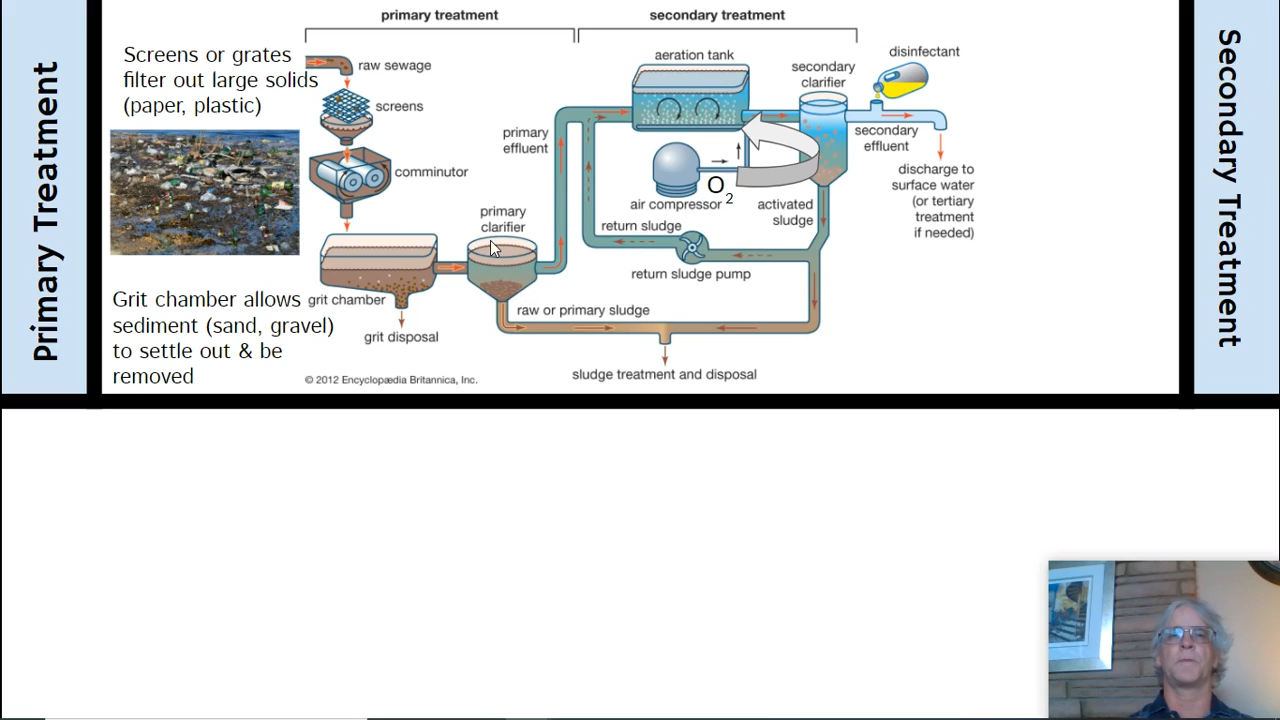 primary treatment
secondary treatment
Primary Treatment
Screens or grates
filter out large solids
(paper, plastic)
raw sewage
screens
comminutor
primary
effluent
primary
clarifier
aeration tank
secondary
clarifier
disinfectant
secondary
effluent
discharge to
surface water
(or tertiary
treatment
if needed)
O2
air compressor
activated
sludge
return sludge
return sludge pump
Grit chamber allows
sediment (sand, gravel)
to settle out & be
removed
grit chamber
grit disposal
raw or primary sludge
sludge treatment and disposal
© 2012 Encyclopædia Britannica, Inc.
Secondary Treatment